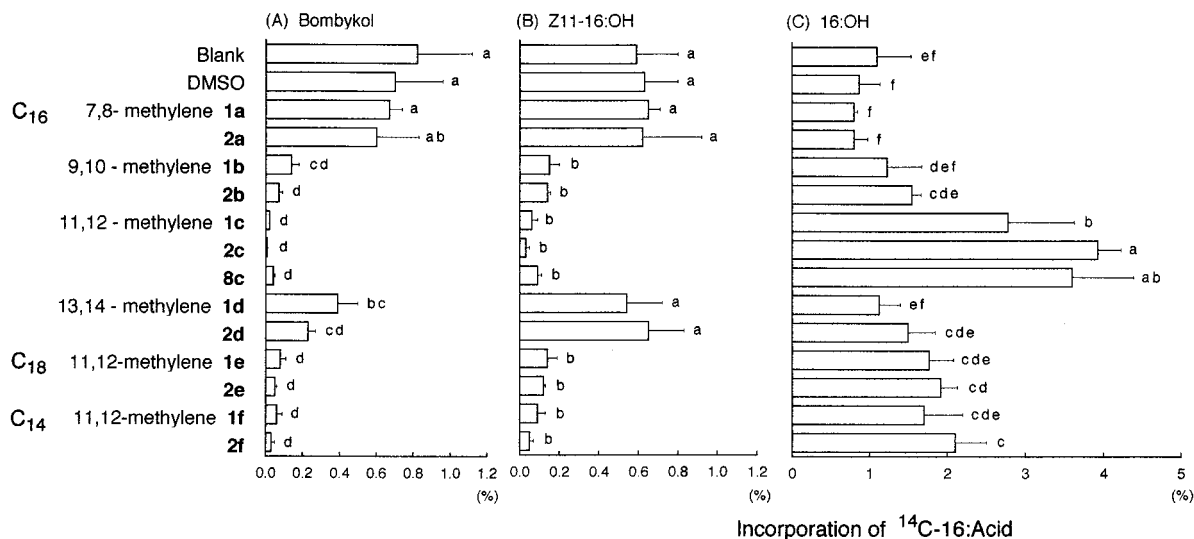 (A) Bombykol (B) Z11-16:OH (C) 16:OH
Blank a a ef
DMSO a a f
C16 7,8- methylene 1a a a f
2a ab a f
9,10 - methylene 1b cd b def
2b d b cde
11,12 - methylene 1c d b b
2c d b a
8c d b ab
13,14 - methylene 1d bc a ef
2d cd a cde
C18 11,12-methylene 1e d b cde
2e d b cd
C14 11,12-methylene 1f d b cde
2f d b c
0.0 0.2 0.4 0.6 0.8 1.0 1.2 0.0 0.2 0.4 0.6 0.8 1.0 1.2 0 1 2 3 4 5
(%) (%) (%)
Incorporation of 14C-16:Acid